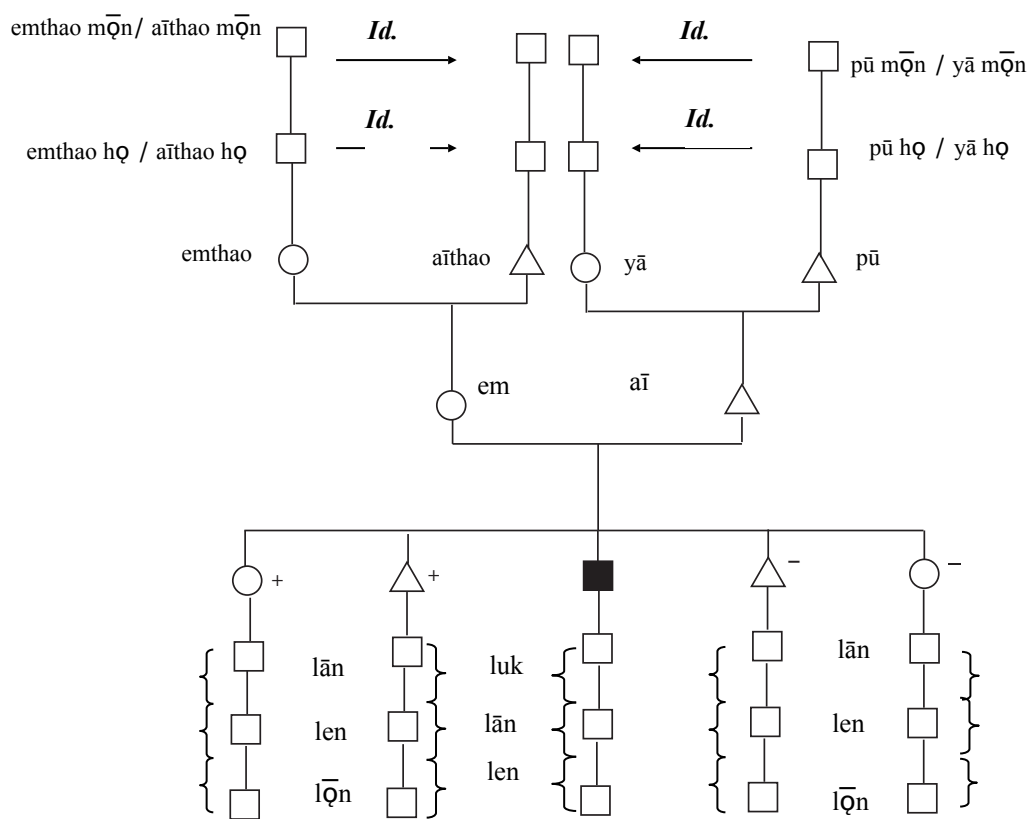 emthao mǭn/ aīthao mǭn
Id.
Id.
pū mǭn / yā mǭn
emthao hǫ / aīthao hǫ
Id.
Id.
pū hǫ / yā hǫ
emthao
aīthao
yā
pū
em
aī
+
+
–
–
lān
luk
lān
len
lān
len
lǭn
len
lǭn